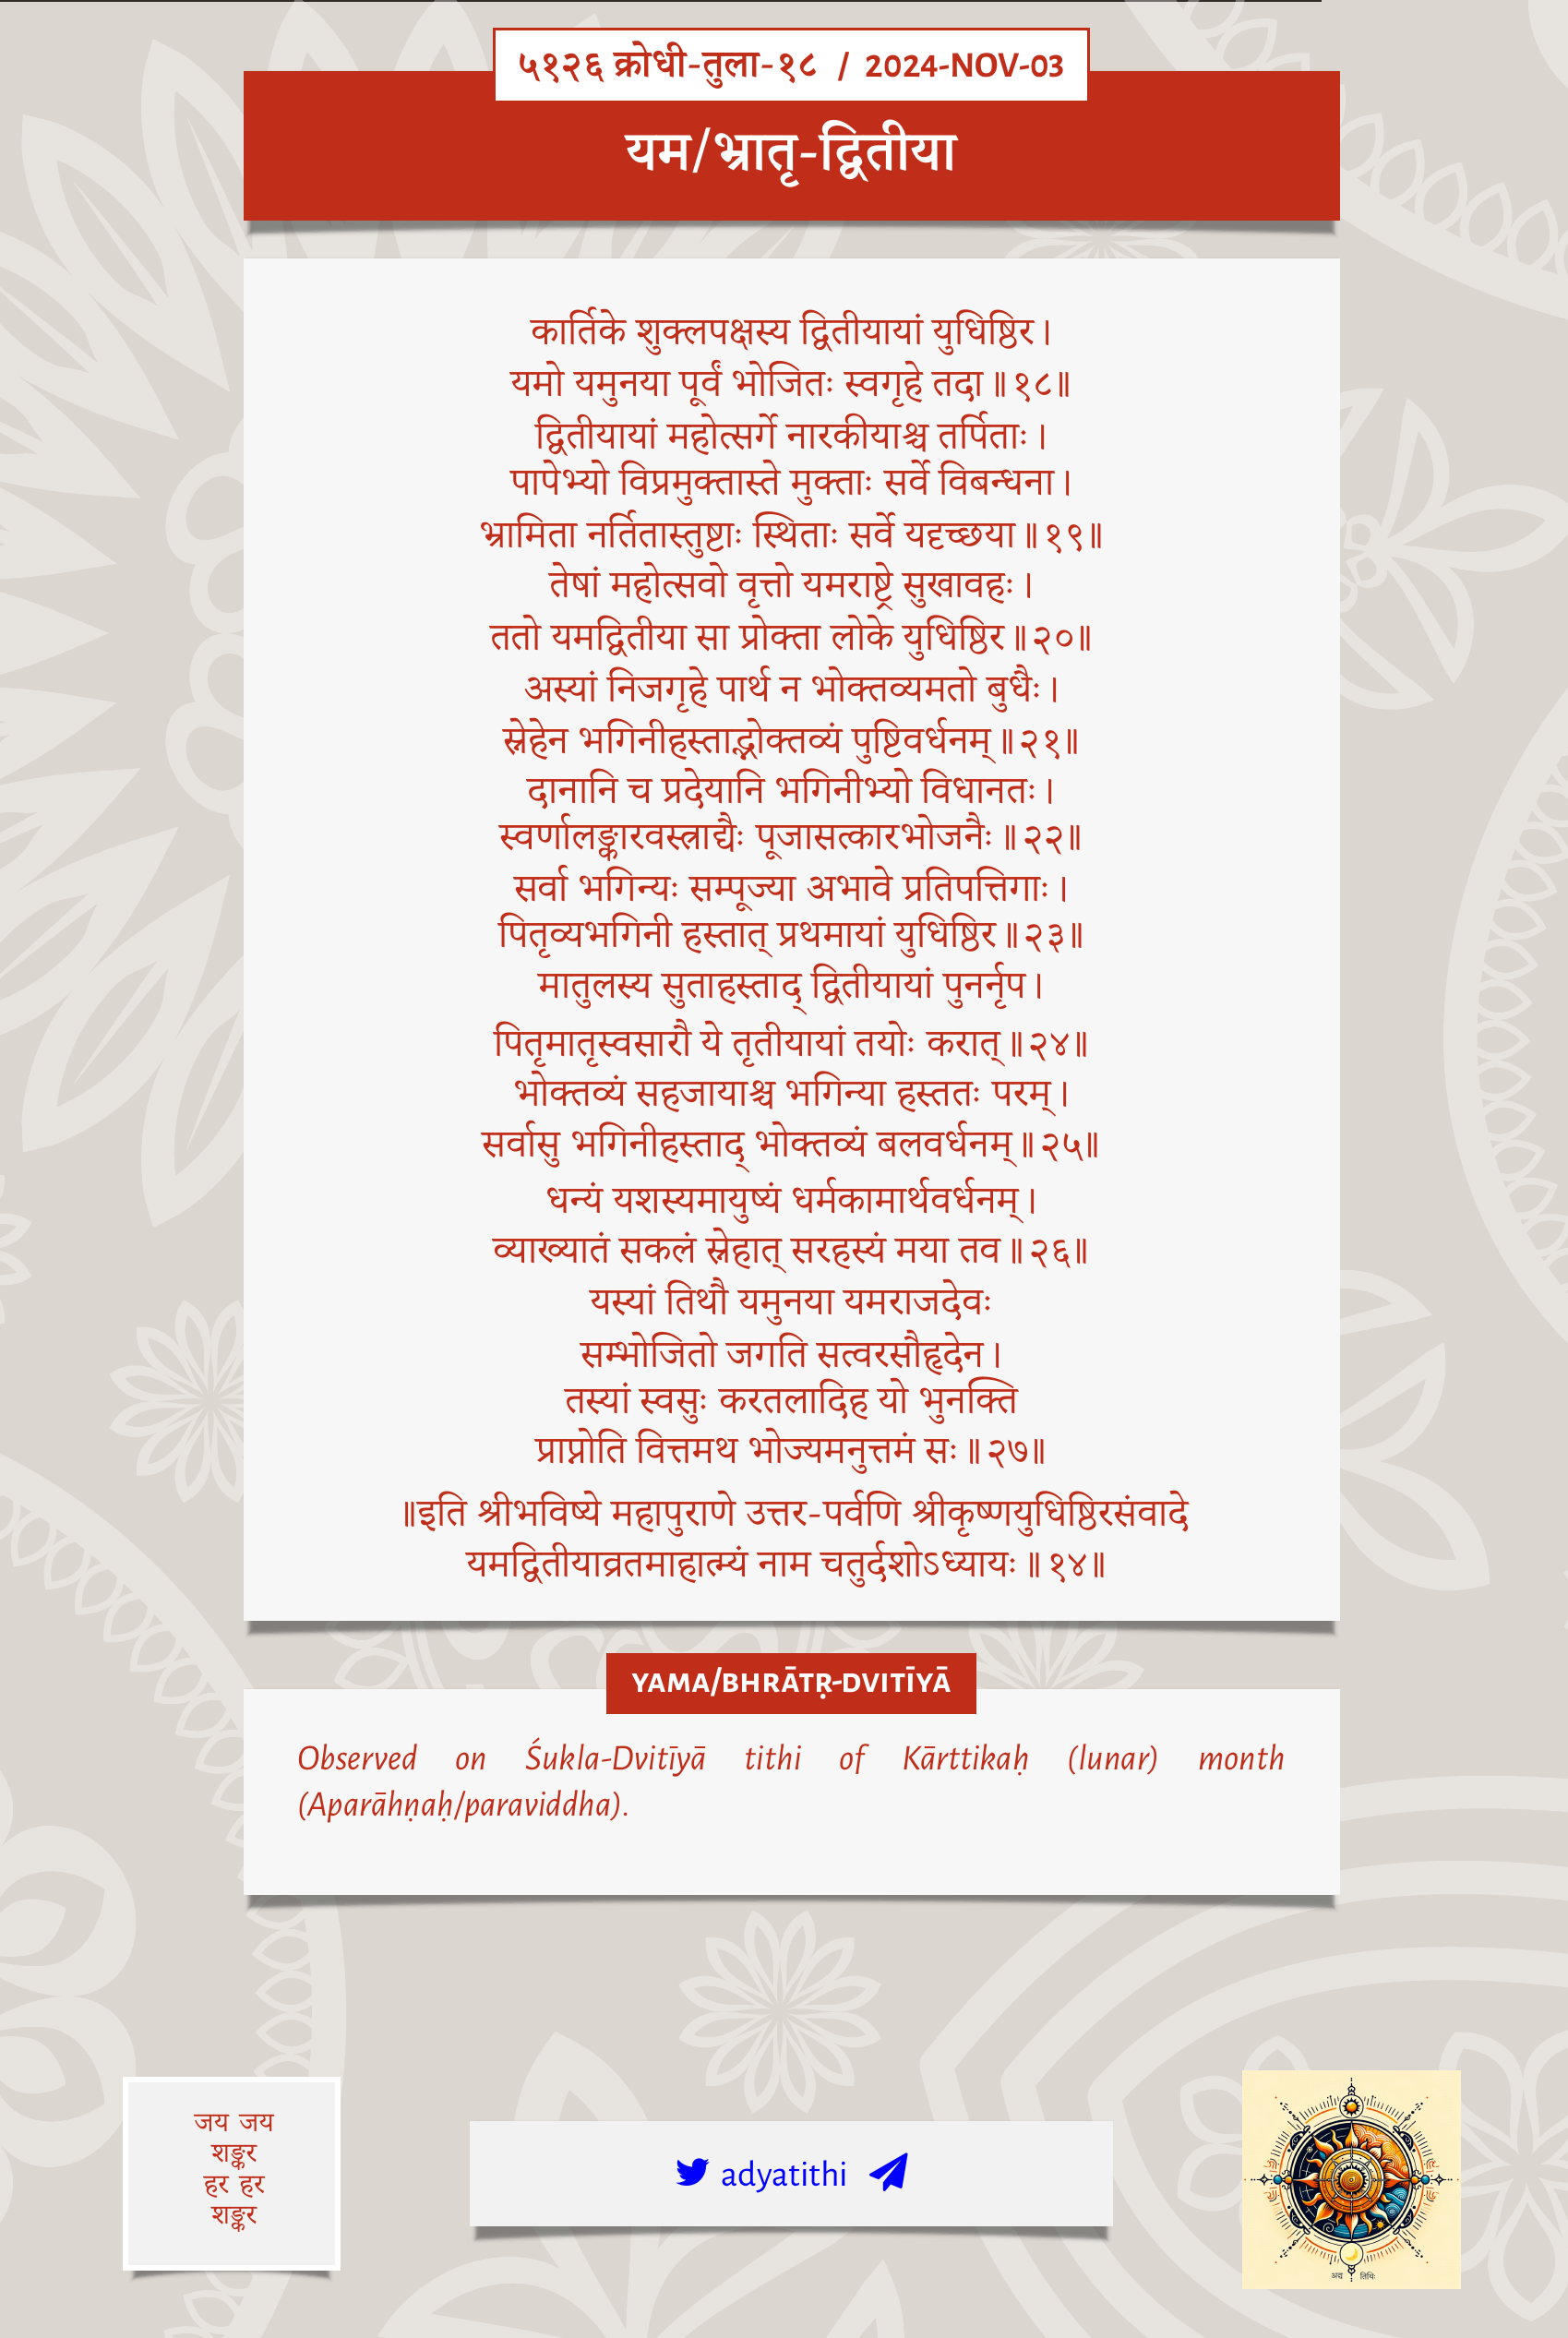 ५१२६ क्रोधी-तुला-१८ / 2024-NOV-03
यम/भ्रातृ-द्वितीया
कार्तिके शुक्लपक्षस्य द्वितीयायां युधिष्ठिर।
यमो यमुनया पूर्वं भोजितः स्वगृहे तदा॥१८॥
द्वितीयायां महोत्सर्गे नारकीयाश्च तर्पिताः।
पापेभ्यो विप्रमुक्तास्ते मुक्ताः सर्वे विबन्धना।
भ्रामिता नर्तितास्तुष्टाः स्थिताः सर्वे यदृच्छया॥१९॥
तेषां महोत्सवो वृत्तो यमराष्ट्रे सुखावहः।
ततो यमद्वितीया सा प्रोक्ता लोके युधिष्ठिर॥२०॥
अस्यां निजगृहे पार्थ न भोक्तव्यमतो बुधैः।
स्नेहेन भगिनीहस्ताद्भोक्तव्यं पुष्टिवर्धनम्॥२१॥
दानानि च प्रदेयानि भगिनीभ्यो विधानतः।
स्वर्णालङ्कारवस्त्राद्यैः पूजासत्कारभोजनैः॥२२॥
सर्वा भगिन्यः सम्पूज्या अभावे प्रतिपत्तिगाः।
पितृव्यभगिनी हस्तात् प्रथमायां युधिष्ठिर॥२३॥
मातुलस्य सुताहस्ताद् द्वितीयायां पुनर्नृप।
पितृमातृस्वसारौ ये तृतीयायां तयोः करात्॥२४॥
भोक्तव्यं सहजायाश्च भगिन्या हस्ततः परम्।
सर्वासु भगिनीहस्ताद् भोक्तव्यं बलवर्धनम्॥२५॥
धन्यं यशस्यमायुष्यं धर्मकामार्थवर्धनम्।
व्याख्यातं सकलं स्नेहात् सरहस्यं मया तव॥२६॥
यस्यां तिथौ यमुनया यमराजदेवः
सम्भोजितो जगति सत्वरसौहृदेन।
तस्यां स्वसुः करतलादिह यो भुनक्ति
प्राप्नोति वित्तमथ भोज्यमनुत्तमं सः॥२७॥
॥इति श्रीभविष्ये महापुराणे उत्तर-पर्वणि श्रीकृष्णयुधिष्ठिरसंवादे
यमद्वितीयाव्रतमाहात्म्यं नाम चतुर्दशोऽध्यायः॥१४॥
YAMA/BHRĀTṚ-DVITĪYĀ
Observed on Śukla-Dvitīyā tithi of Kārttikaḥ (lunar) month
(Aparāhṇaḥ/paraviddha).
जय जय
शङ्कर
हर हर
शङ्कर
adyatithi
अद्य तिथिः